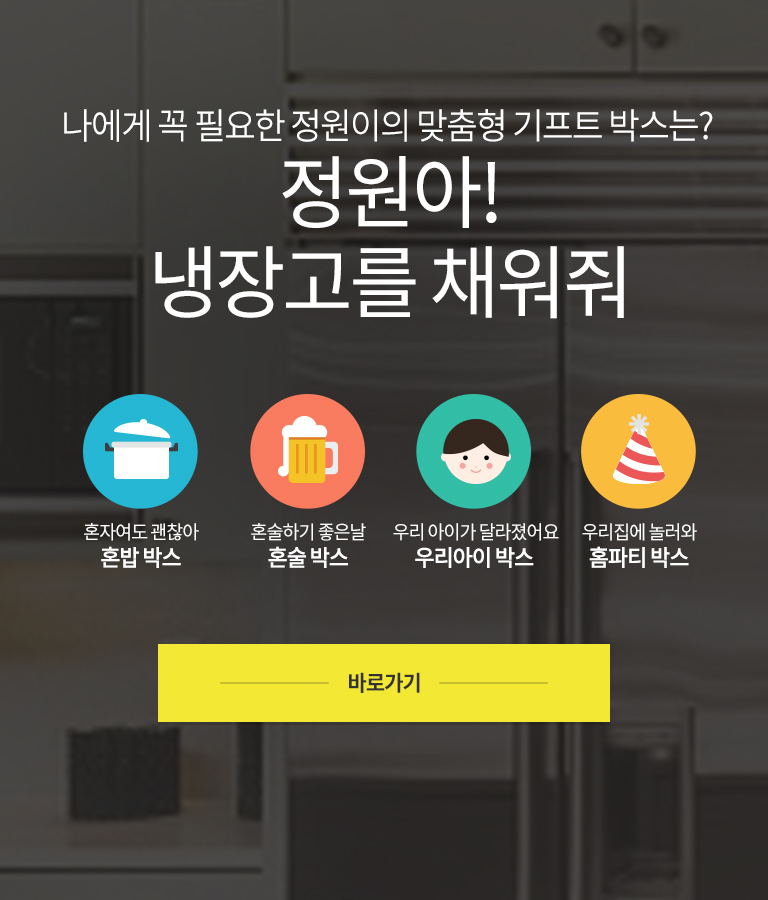 나에게 꼭 필요한 정원이의 맞춤형 기프트 박스는?
정원아!
냉장고를 채워줘
혼자여도 괜찮아
혼밥 박스
혼술하기 좋은날
혼술 박스
우리 아이가 달라졌어요
우리아이 박스
우리집에 놀러와
홈파티 박스
바로가기